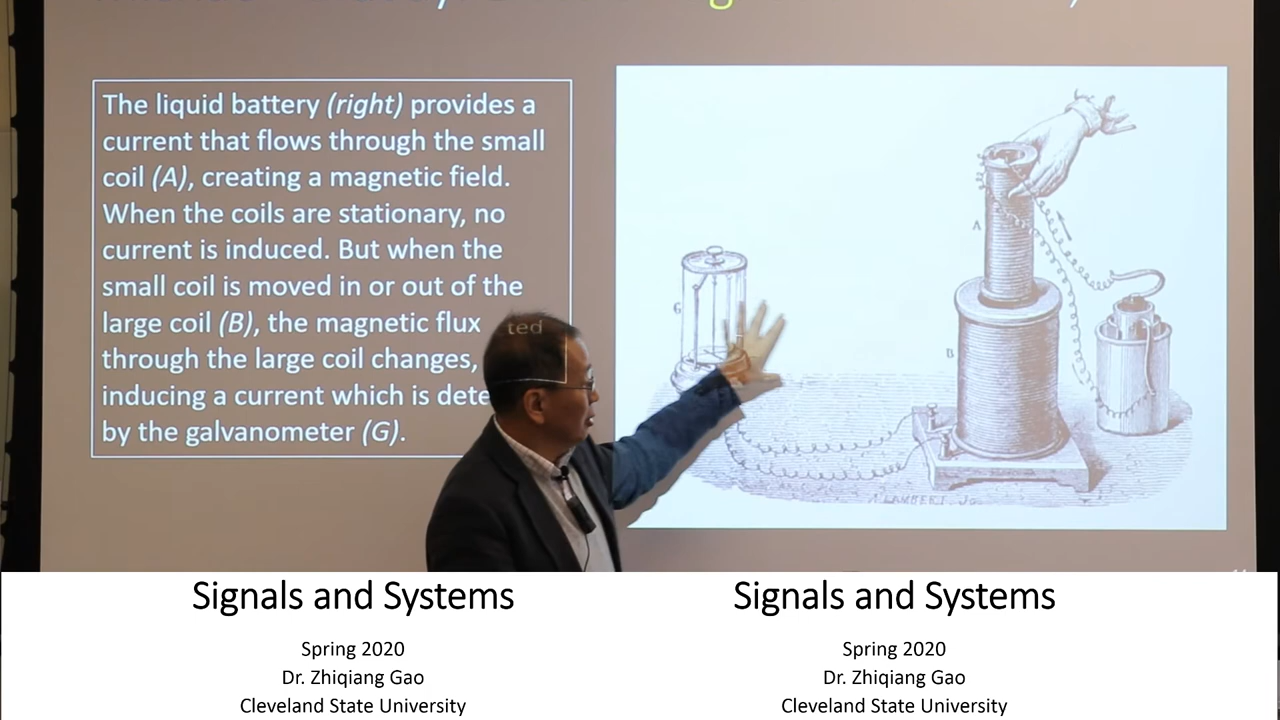 The liquid battery (right) provides a
current that flows through the small
coil (A), creating a magnetic field.
When the coils are stationary, no
current is induced. But when the
small coil is moved in or out of the
large coil (B), the magnetic flux
through the large coil changes,
inducing a current which is detected
by the galvanometer (G).
G
A
B
A. LAMBERT. Jo.
Signals and Systems
Spring 2020
Dr. Zhiqiang Gao
Cleveland State University
Signals and Systems
Spring 2020
Dr. Zhiqiang Gao
Cleveland State University